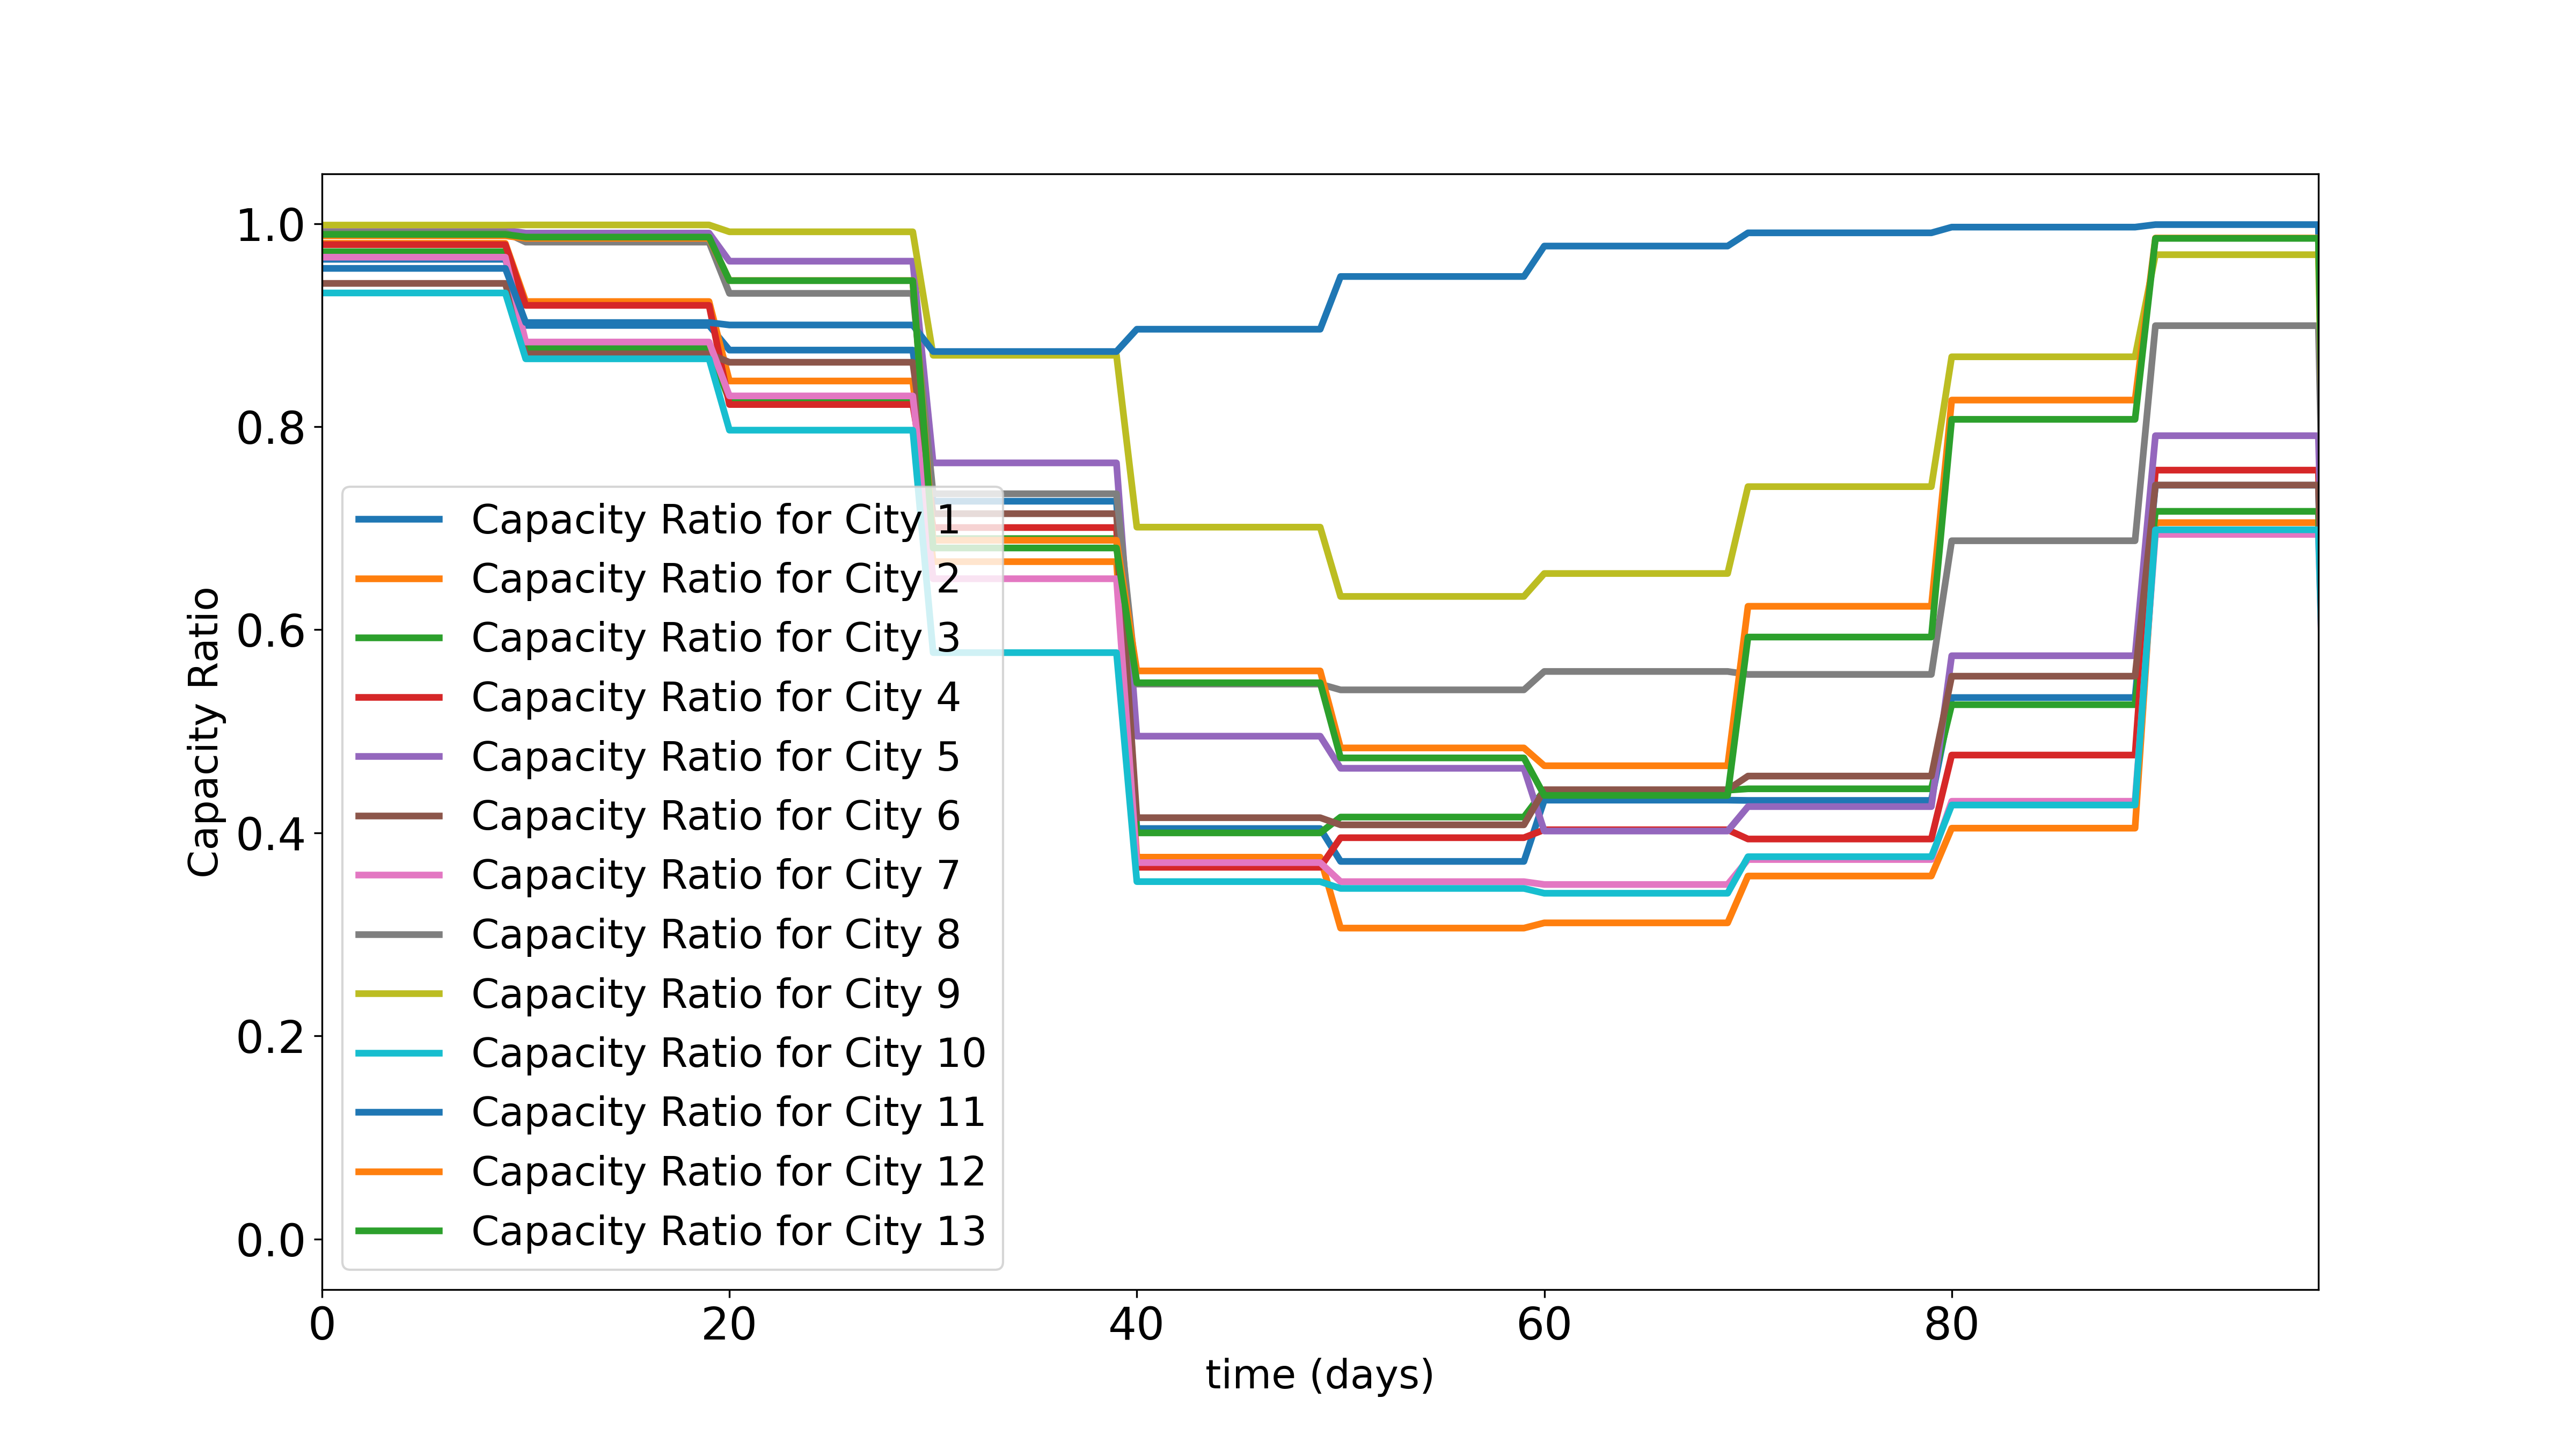 1.0
0.8
0.6
0.4
0.2
0.0
Capacity Ratio
Capacity Ratio for City 1
Capacity Ratio for City 2
Capacity Ratio for City 3
Capacity Ratio for City 4
Capacity Ratio for City 5
Capacity Ratio for City 6
Capacity Ratio for City 7
Capacity Ratio for City 8
Capacity Ratio for City 9
Capacity Ratio for City 10
Capacity Ratio for City 11
Capacity Ratio for City 12
Capacity Ratio for City 13
0 20 40 60 80
time (days)